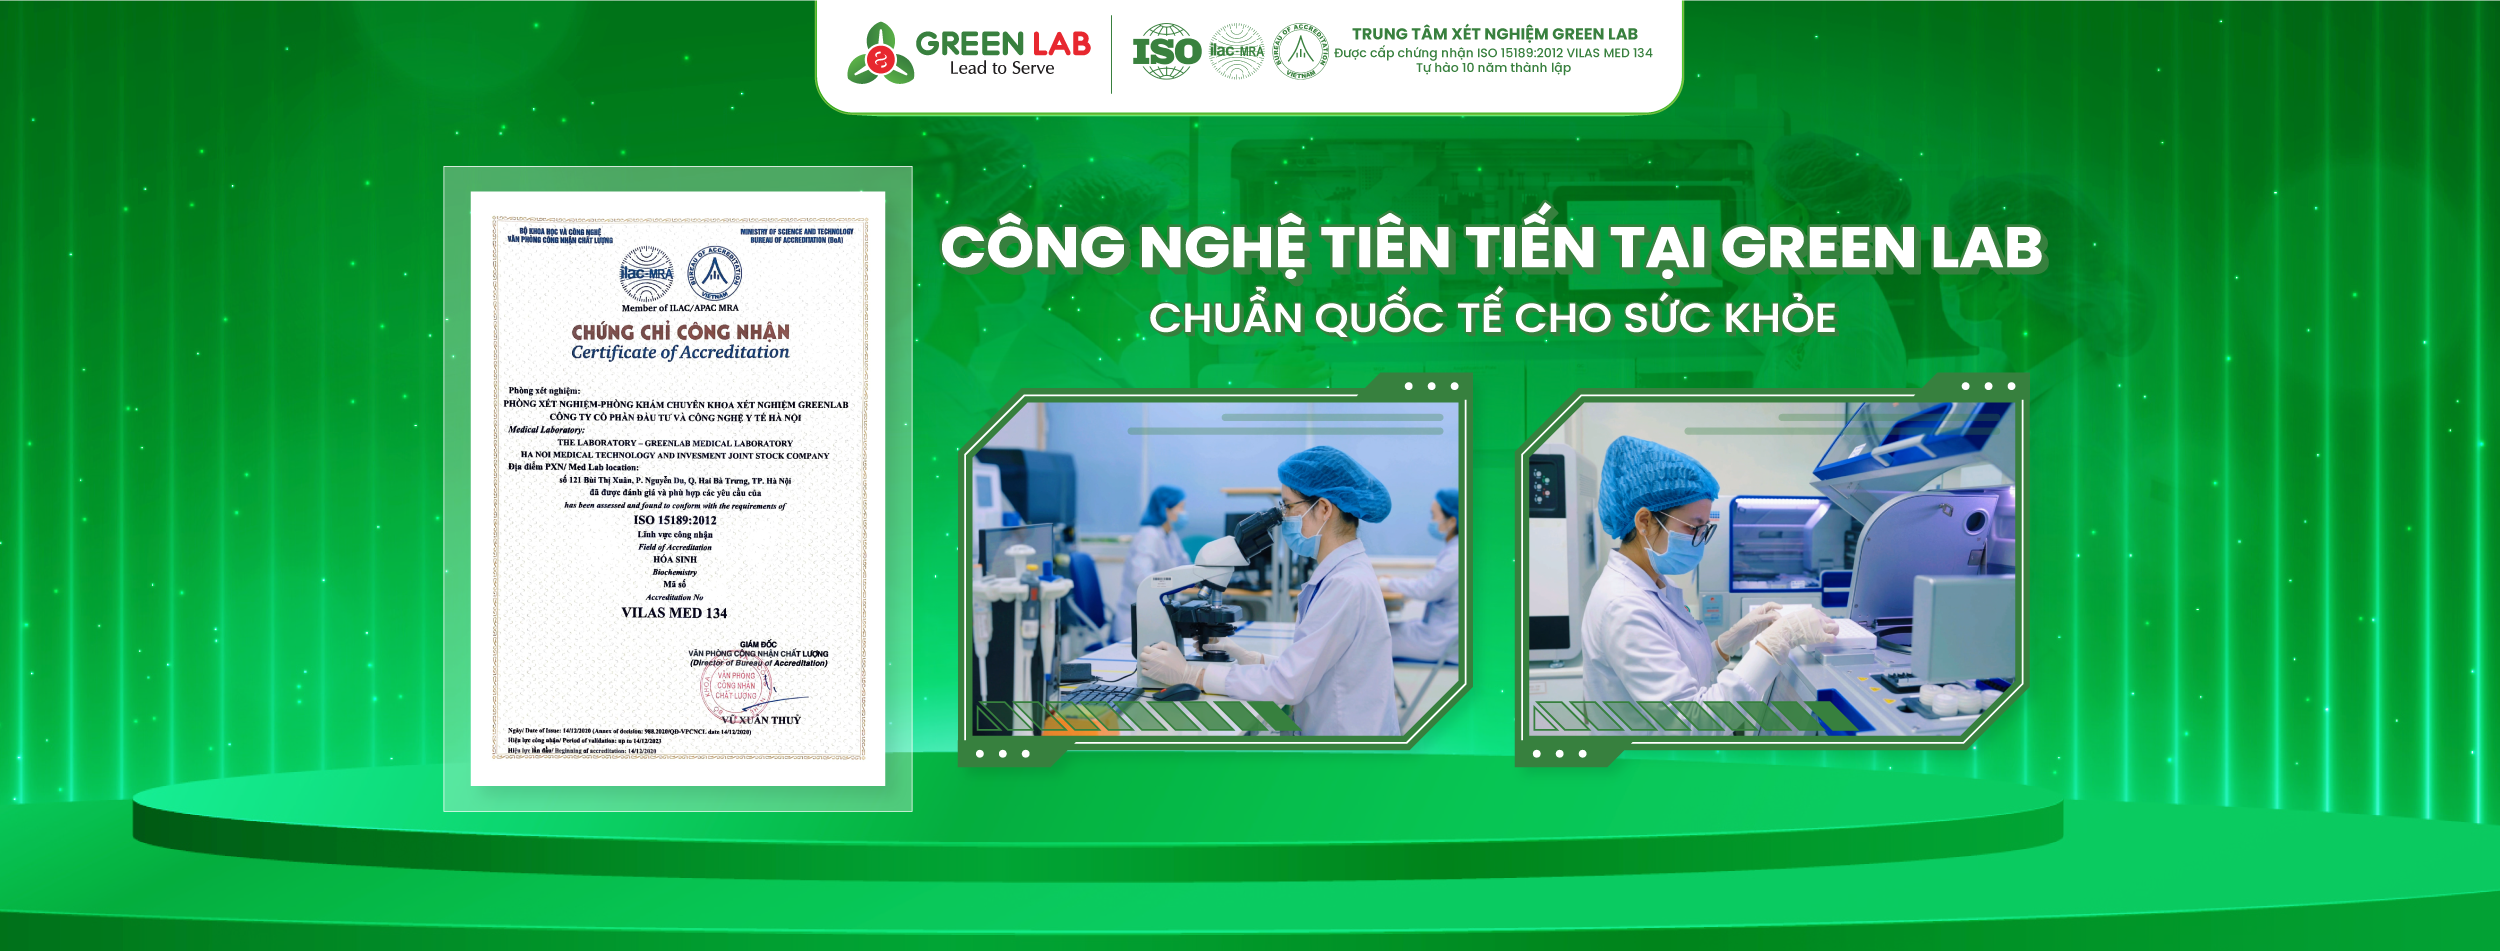 GREEN LAB
Lead to Serve
ISO
ilac-MRA
BUREAU OF ACCREDITATION
VIETNAM
TRUNG TÂM XÉT NGHIỆM GREEN LAB
Được cấp chứng nhận ISO 15189:2012 VILAS MED 134
Tự hào 10 năm thành lập
CÔNG NGHỆ TIÊN TIẾN TẠI GREEN LAB
CHUẨN QUỐC TẾ CHO SỨC KHỎE
BỘ KHOA HỌC VÀ CÔNG NGHỆ
VĂN PHÒNG CÔNG NHẬN CHẤT LƯỢNG
MINISTRY OF SCIENCE AND TECHNOLOGY
BUREAU OF ACCREDITATION (BoA)
ilac-MRA
BUREAU OF ACCREDITATION
VIETNAM
Member of ILAC/APAC MRA
CHỨNG CHỈ CÔNG NHẬN
Certificate of Accreditation
Phòng xét nghiệm:
PHÒNG XÉT NGHIỆM-PHÒNG KHÁM CHUYÊN KHOA XÉT NGHIỆM GREENLAB
CÔNG TY CỔ PHẦN ĐẦU TƯ VÀ CÔNG NGHỆ Y TẾ HÀ NỘI
Medical Laboratory:
THE LABORATORY – GREENLAB MEDICAL LABORATORY
HA NOI MEDICAL TECHNOLOGY AND INVESMENT JOINT STOCK COMPANY
Địa điểm PXN/ Med Lab location:
số 121 Bùi Thị Xuân, P. Nguyễn Du, Q. Hai Bà Trưng, TP. Hà Nội
đã được đánh giá và phù hợp các yêu cầu của
has been assessed and found to conform with the requirements of
ISO 15189:2012
Lĩnh vực công nhận
Field of Accreditation
HÓA SINH
Biochemistry
Mã số
Accreditation No
VILAS MED 134
GIÁM ĐỐC
VĂN PHÒNG CÔNG NHẬN CHẤT LƯỢNG
(Director of Bureau of Accreditation)
VĂN PHÒNG
CÔNG NHẬN
CHẤT LƯỢNG
VŨ XUÂN THUỶ
Ngày/ Date of Issue: 14/12/2020 (Annex of decision: 988.2020/QĐ-VPCNCL date 14/12/2020)
Hiệu lực công nhận/ Period of validation: up to 14/12/2023
Hiệu lực lần đầu/ Beginning of accreditation: 14/12/2020